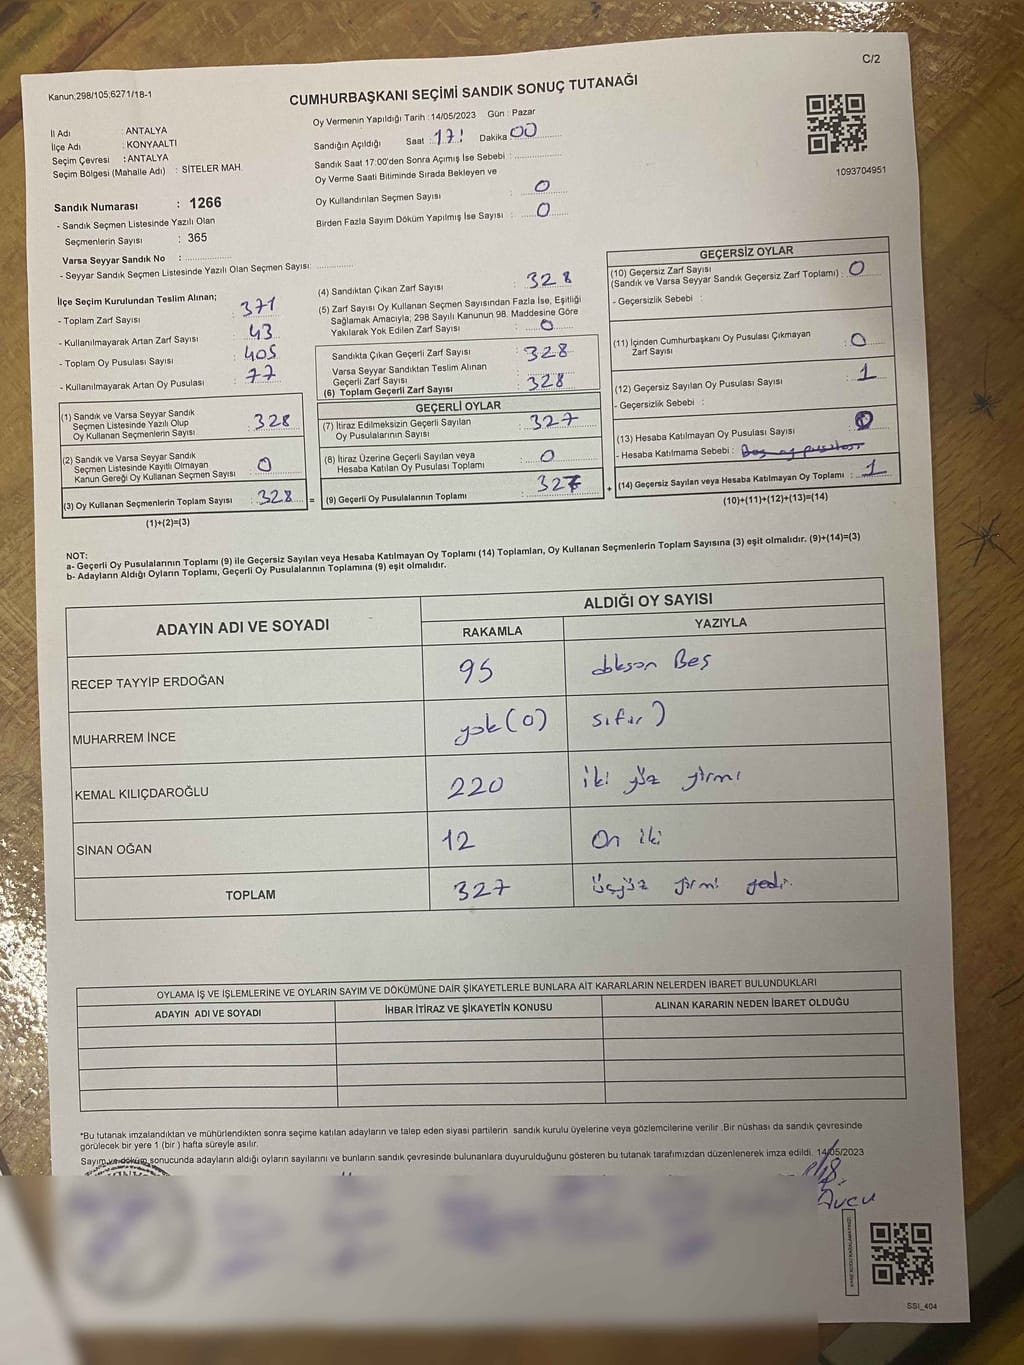 C/2
Kanun;298/105;6271/18-1
CUMHURBAŞKANI SEÇİMİ SANDIK SONUÇ TUTANAĞI
İl Adı : ANTALYA
İlçe Adı : KONYAALTI
Seçim Çevresi : ANTALYA
Seçim Bölgesi (Mahalle Adı) : SİTELER MAH.
Oy Vermenin Yapıldığı Tarih : 14/05/2023 Gün : Pazar
Sandığın Açıldığı Saat : 17: Dakika 00
Sandık Saat 17:00'den Sonra Açımış İse Sebebi :
Oy Verme Saati Bitiminde Sırada Bekleyen ve
Oy Kullandırılan Seçmen Sayısı : 0
Birden Fazla Sayım Döküm Yapılmış İse Sayısı : 0
1093704951
Sandık Numarası : 1266
- Sandık Seçmen Listesinde Yazılı Olan
Seçmenlerin Sayısı : 365
Varsa Seyyar Sandık No :
- Seyyar Sandık Seçmen Listesinde Yazılı Olan Seçmen Sayısı:
İlçe Seçim Kurulundan Teslim Alınan;
- Toplam Zarf Sayısı : 371
- Kullanılmayarak Artan Zarf Sayısı : 43
- Toplam Oy Pusulası Sayısı : 405
- Kullanılmayarak Artan Oy Pusulası : 77
(1) Sandık ve Varsa Seyyar Sandık
Seçmen Listesinde Yazılı Olup
Oy Kullanan Seçmenlerin Sayısı : 328
(2) Sandık ve Varsa Seyyar Sandık
Seçmen Listesinde Kayıtlı Olmayan
Kanun Gereği Oy Kullanan Seçmen Sayısı : 0
(3) Oy Kullanan Seçmenlerin Toplam Sayısı : 328 =
(1)+(2)=(3)
(4) Sandıktan Çıkan Zarf Sayısı : 328
(5) Zarf Sayısı Oy Kullanan Seçmen Sayısından Fazla İse, Eşitliği
Sağlamak Amacıyla; 298 Sayılı Kanunun 98. Maddesine Göre
Yakılarak Yok Edilen Zarf Sayısı : 0
Sandıkta Çıkan Geçerli Zarf Sayısı : 328
Varsa Seyyar Sandıktan Teslim Alınan
Geçerli Zarf Sayısı : 328
(6) Toplam Geçerli Zarf Sayısı
GEÇERLİ OYLAR
(7) İtiraz Edilmeksizin Geçerli Sayılan
Oy Pusulalarının Sayısı : 327
(8) İtiraz Üzerine Geçerli Sayılan veya
Hesaba Katılan Oy Pusulası Toplamı : 0
(9) Geçerli Oy Pusulalarının Toplamı : 327 +
GEÇERSİZ OYLAR
(10) Geçersiz Zarf Sayısı
(Sandık ve Varsa Seyyar Sandık Geçersiz Zarf Toplamı) : 0
- Geçersizlik Sebebi :
(11) İçinden Cumhurbaşkanı Oy Pusulası Çıkmayan
Zarf Sayısı : 0
(12) Geçersiz Sayılan Oy Pusulası Sayısı : 1
- Geçersizlik Sebebi :
(13) Hesaba Katılmayan Oy Pusulası Sayısı : 0
- Hesaba Katılmama Sebebi : Boş oy pusulası
(14) Geçersiz Sayılan veya Hesaba Katılmayan Oy Toplamı : 1
(10)+(11)+(12)+(13)=(14)
NOT:
a- Geçerli Oy Pusulalarının Toplamı (9) ile Geçersiz Sayılan veya Hesaba Katılmayan Oy Toplamı (14) Toplamları, Oy Kullanan Seçmenlerin Toplam Sayısına (3) eşit olmalıdır. (9)+(14)=(3)
b- Adayların Aldığı Oyların Toplamı, Geçerli Oy Pusulalarının Toplamına (9) eşit olmalıdır.
ADAYIN ADI VE SOYADI
ALDIĞI OY SAYISI
RAKAMLA YAZIYLA
RECEP TAYYİP ERDOĞAN 95 doksan Beş
MUHARREM İNCE yok (0) sıfır)
KEMAL KILIÇDAROĞLU 220 iki yüz yirmi
SİNAN OĞAN 12 On iki
TOPLAM 327 üçyüz yirmi yedi.
OYLAMA İŞ VE İŞLEMLERİNE VE OYLARIN SAYIM VE DÖKÜMÜNE DAİR ŞİKAYETLERLE BUNLARA AİT KARARLARIN NELERDEN İBARET BULUNDUKLARI
ADAYIN ADI VE SOYADI İHBAR İTİRAZ VE ŞİKAYETİN KONUSU ALINAN KARARIN NEDEN İBARET OLDUĞU
*Bu tutanak imzalandıktan ve mühürlendikten sonra seçime katılan adayların ve talep eden siyasi partilerin sandık kurulu üyelerine veya gözlemcilerine verilir .Bir nüshası da sandık çevresinde
görülecek bir yere 1 (bir ) hafta süreyle asılır.
Sayım ve döküm sonucunda adayların aldığı oyların sayılarını ve bunların sandık çevresinde bulunanlara duyurulduğunu gösteren bu tutanak tarafımızdan düzenlenerek imza edildi. 14/05/2023
SSI_404